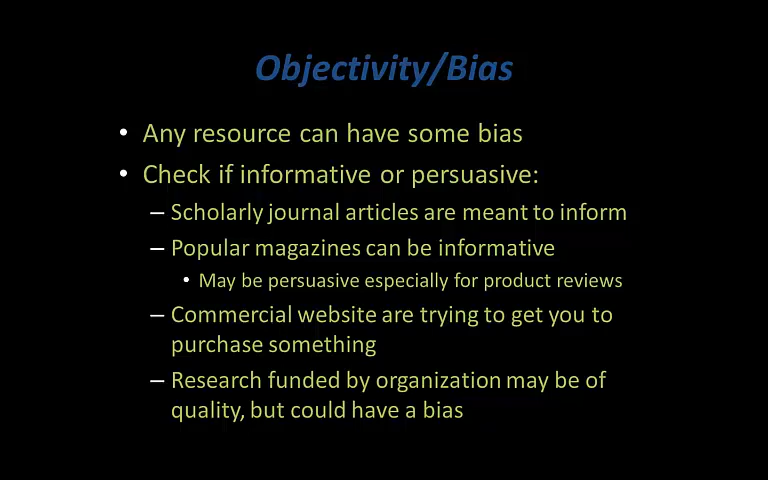 Objectivity/Bias
• Any resource can have some bias
• Check if informative or persuasive:
– Scholarly journal articles are meant to inform
– Popular magazines can be informative
• May be persuasive especially for product reviews
– Commercial website are trying to get you to
purchase something
– Research funded by organization may be of
quality, but could have a bias